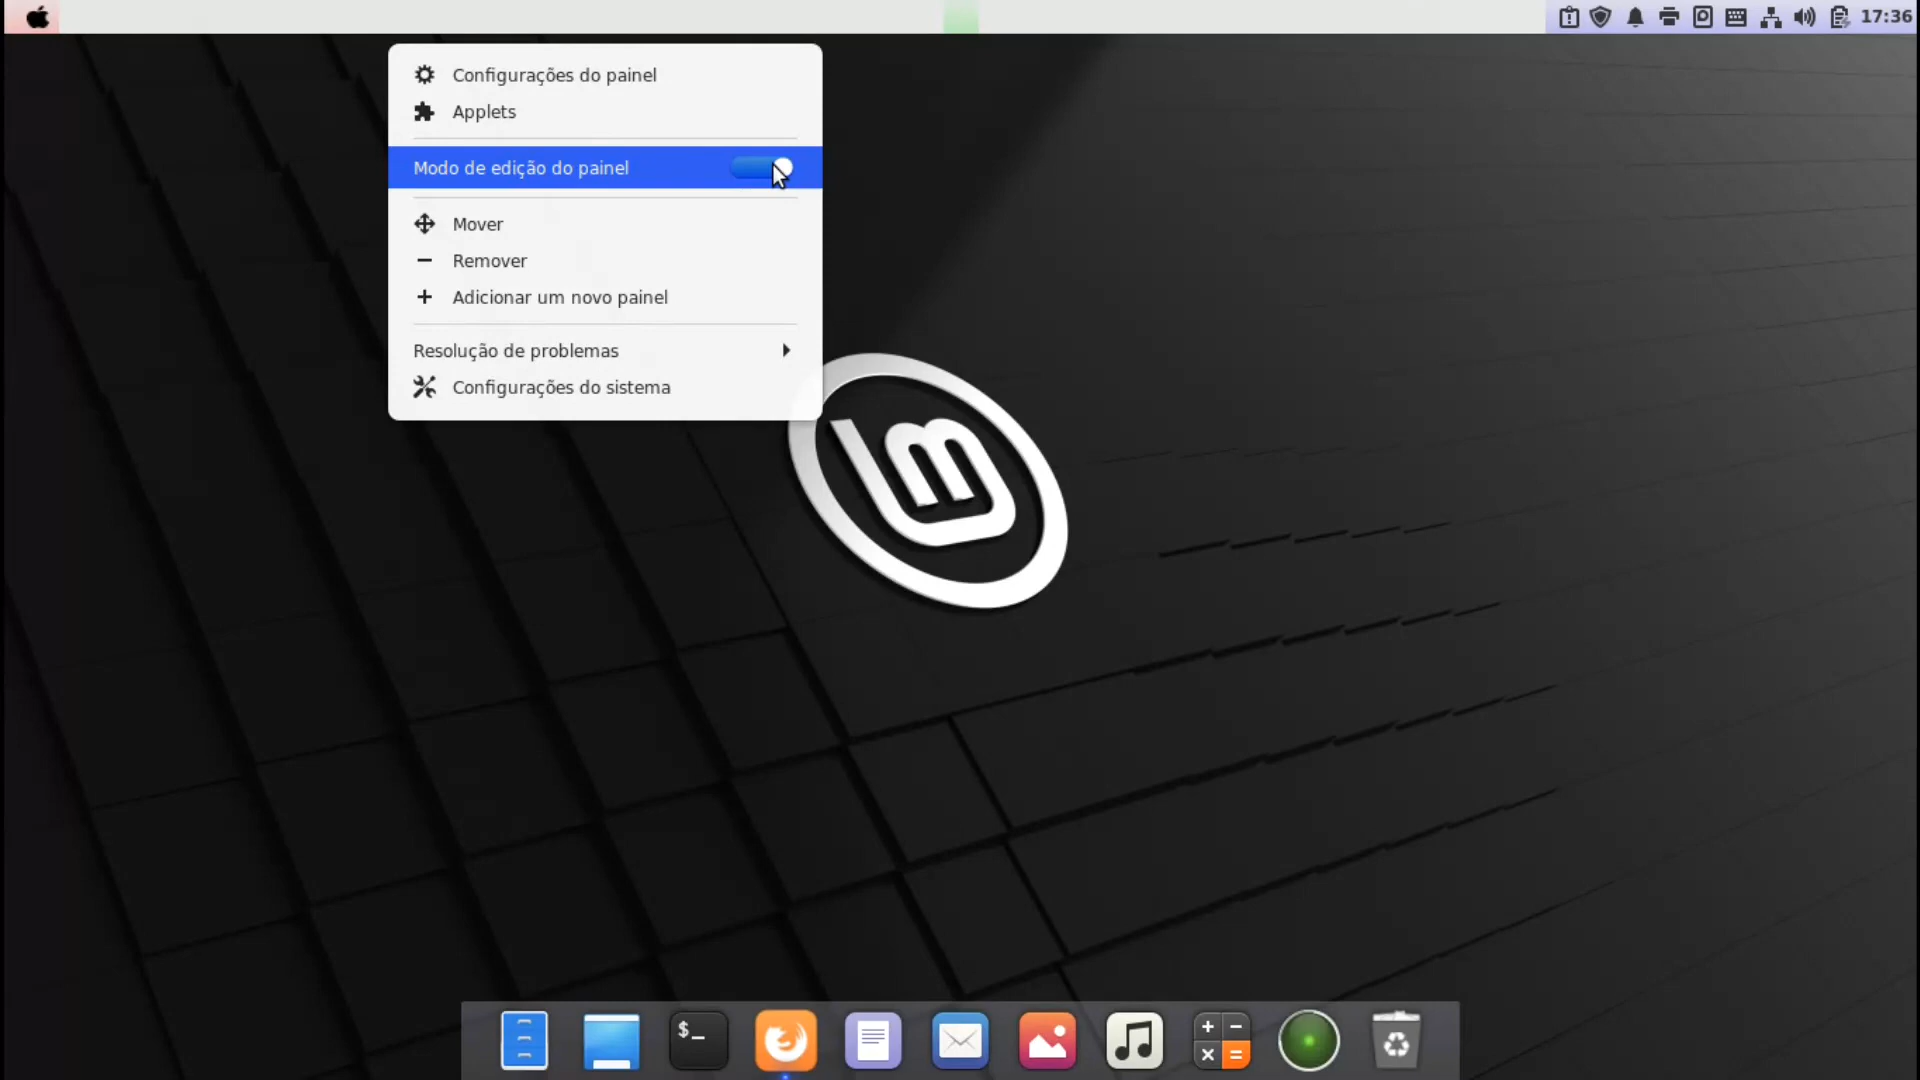 17:36
Configurações do painel
Applets
Modo de edição do painel
Mover
Remover
Adicionar um novo painel
Resolução de problemas
Configurações do sistema
$_